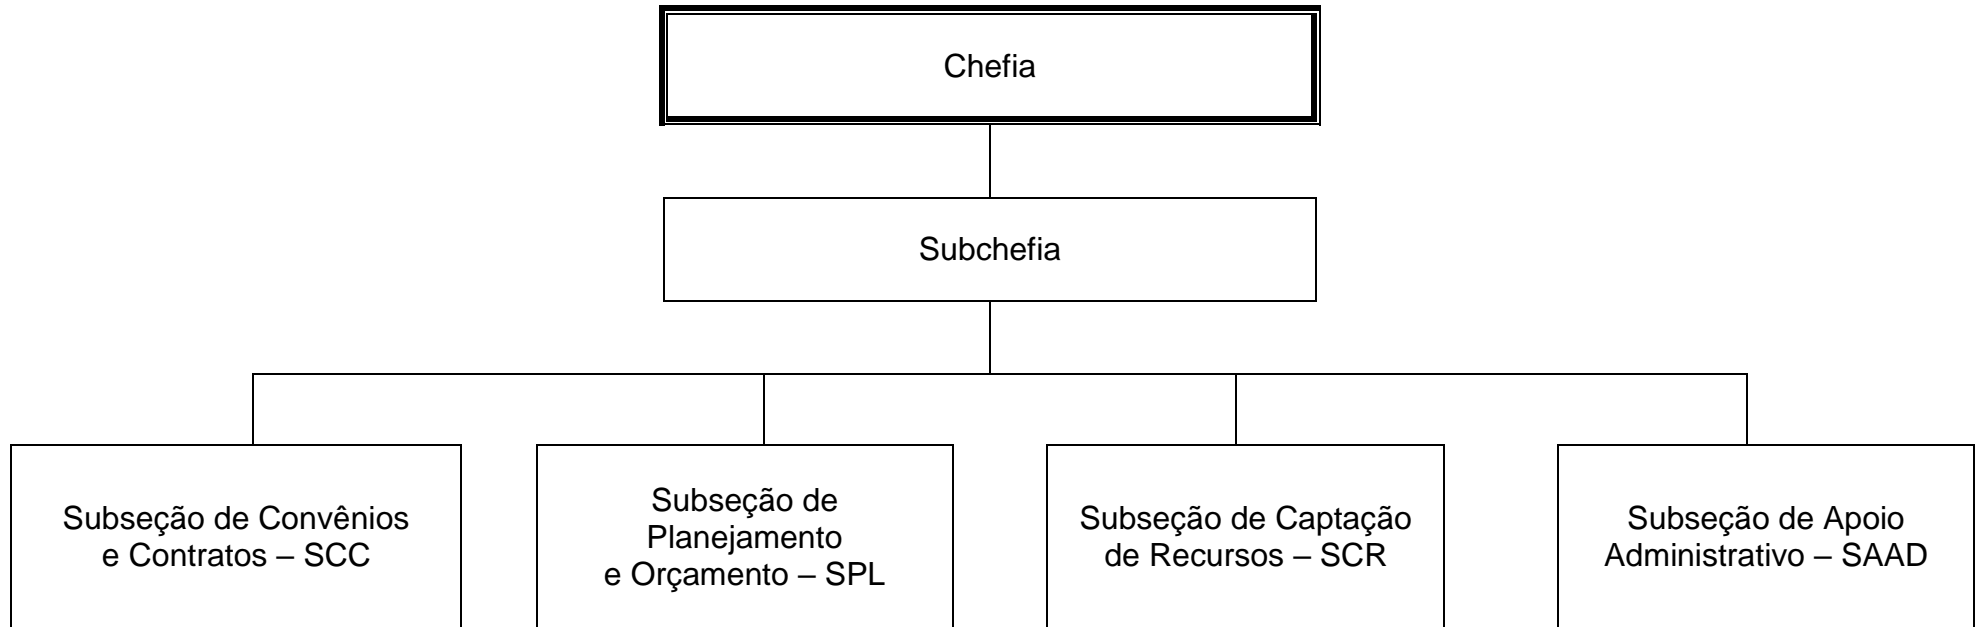 Chefia
Subchefia
Subseção de Convênios
e Contratos – SCC
Subseção de
Planejamento
e Orçamento – SPL
Subseção de Captação
de Recursos – SCR
Subseção de Apoio
Administrativo – SAAD